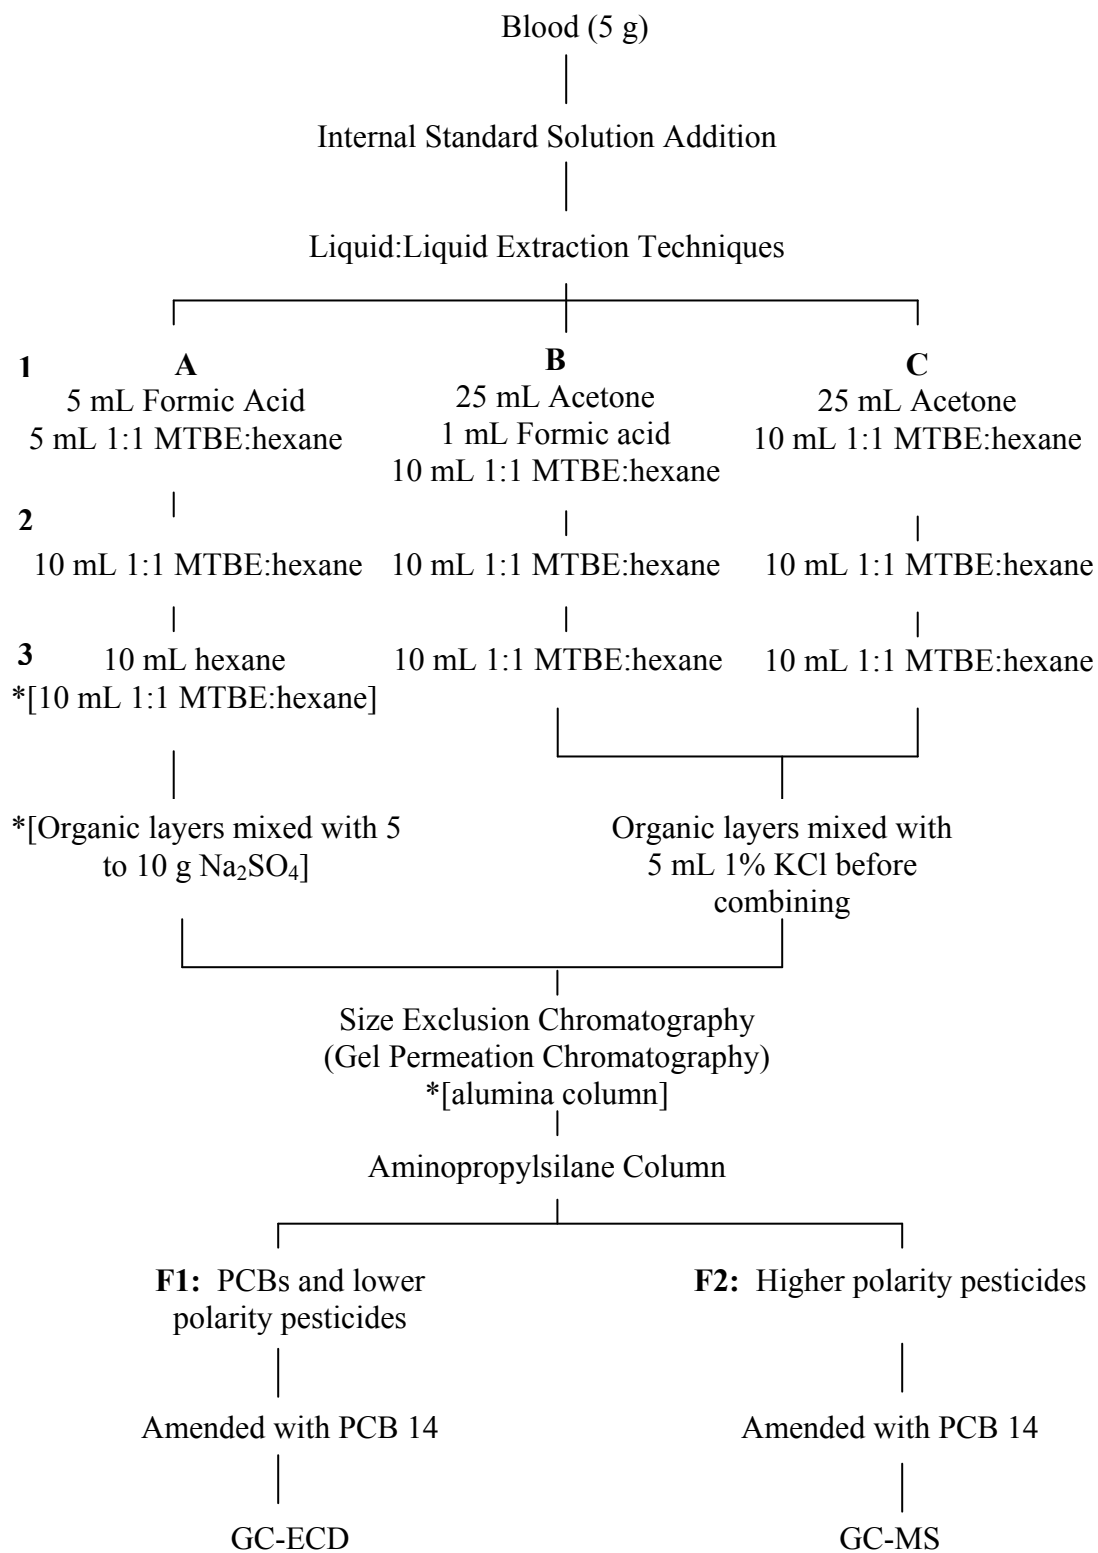 Blood (5 g)
Internal Standard Solution Addition
Liquid:Liquid Extraction Techniques
1
A
5 mL Formic Acid
5 mL 1:1 MTBE:hexane
B
25 mL Acetone
1 mL Formic acid
10 mL 1:1 MTBE:hexane
C
25 mL Acetone
10 mL 1:1 MTBE:hexane
2
10 mL 1:1 MTBE:hexane
10 mL 1:1 MTBE:hexane
10 mL 1:1 MTBE:hexane
3
10 mL hexane
*[10 mL 1:1 MTBE:hexane]
10 mL 1:1 MTBE:hexane
10 mL 1:1 MTBE:hexane
*[Organic layers mixed with 5
to 10 g Na₂SO₄]
Organic layers mixed with
5 mL 1% KCl before
combining
Size Exclusion Chromatography
(Gel Permeation Chromatography)
*[alumina column]
Aminopropylsilane Column
F1: PCBs and lower
polarity pesticides
F2: Higher polarity pesticides
Amended with PCB 14
Amended with PCB 14
GC-ECD
GC-MS